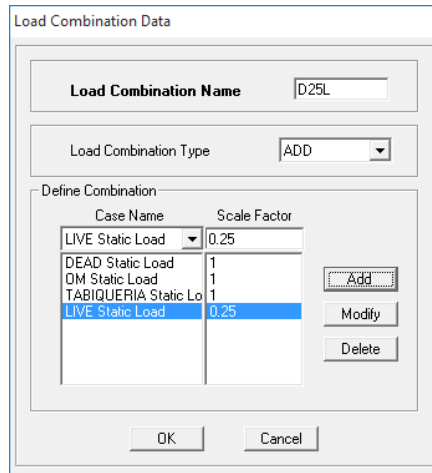 Load Combination Data
Load Combination Name D25L
Load Combination Type ADD
Define Combination
Case Name Scale Factor
LIVE Static Load 0.25
DEAD Static Load 1
OM Static Load 1
TABIQUERIA Static Lo 1
LIVE Static Load 0.25
Add
Modify
Delete
OK Cancel